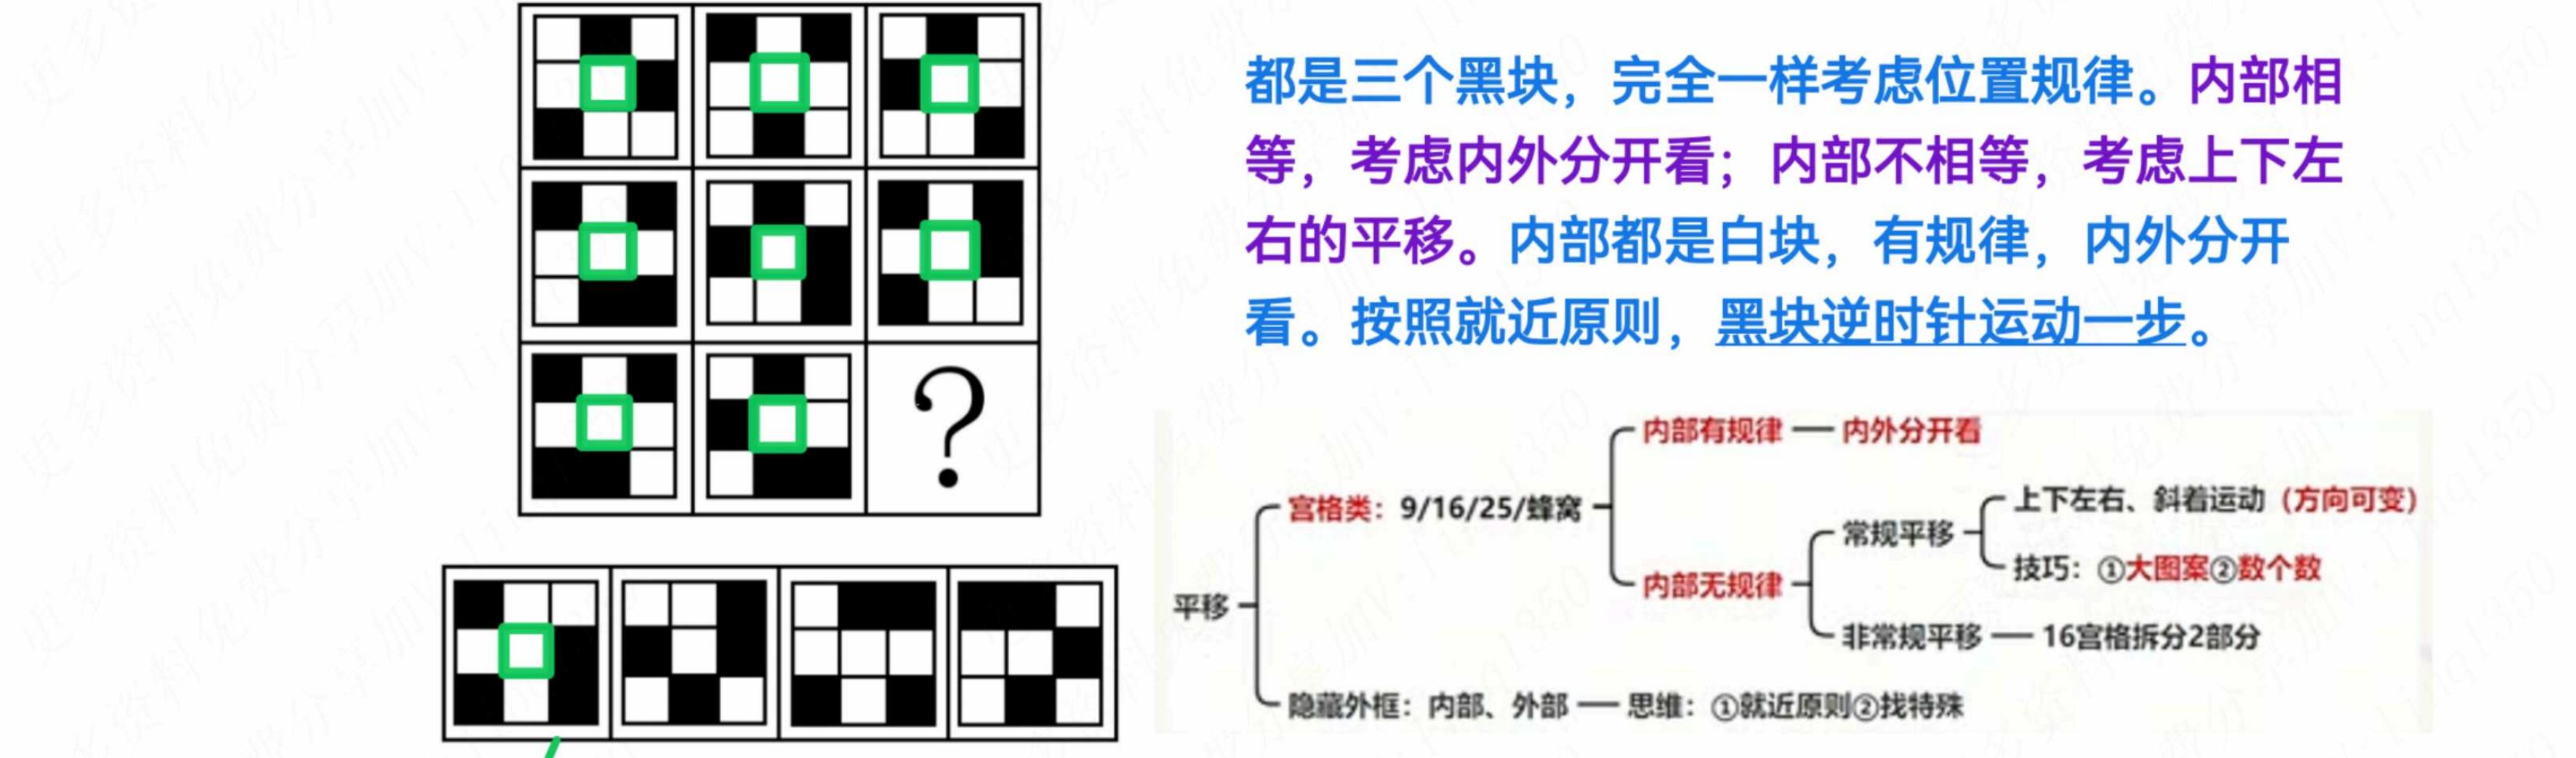 都是三个黑块，完全一样考虑位置规律。内部相
等，考虑内外分开看；内部不相等，考虑上下左
右的平移。内部都是白块，有规律，内外分开
看。按照就近原则，黑块逆时针运动一步。
?
内部有规律
内外分开看
宫格类：9/16/25/蜂窝
上下左右、斜着运动（方向可变）
常规平移
技巧：①大图案②数个数
内部无规律
平移
非常规平移
16宫格拆分2部分
隐藏外框：内部、外部
思维：①就近原则②找特殊